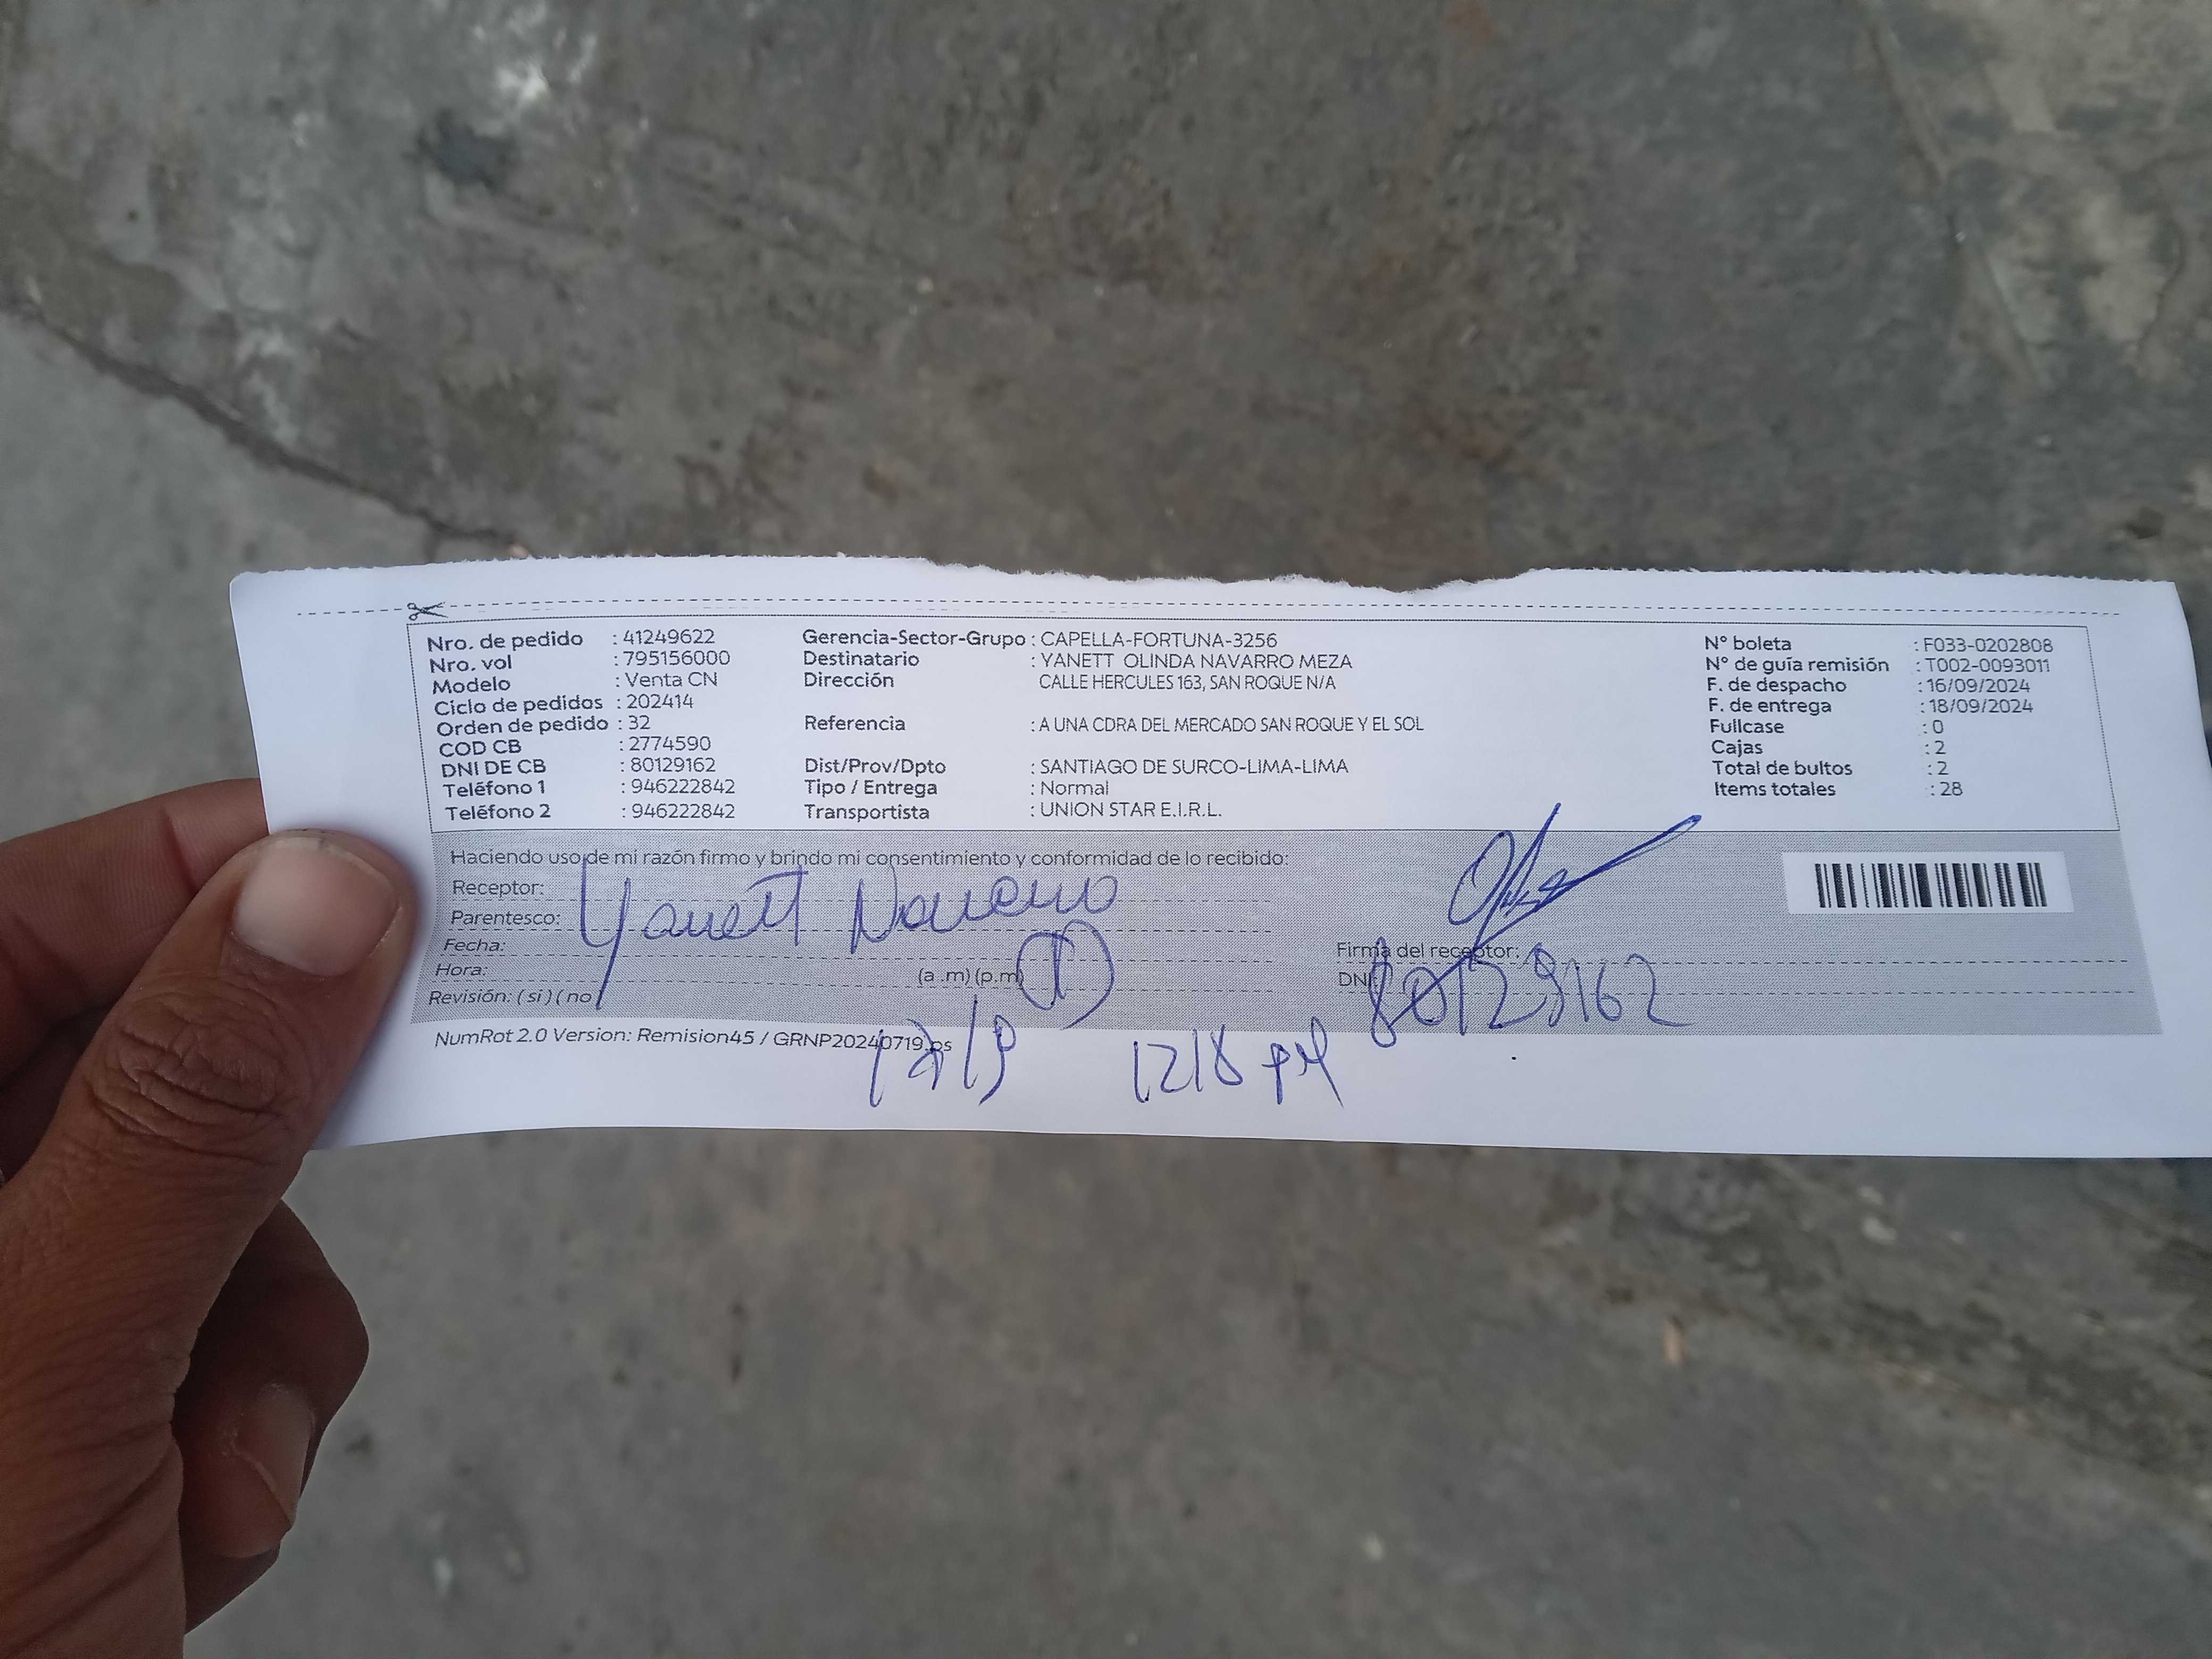 Nro. de pedido : 41249622 Gerencia-Sector-Grupo : CAPELLA-FORTUNA-3256 N° boleta : F033-0202808
Nro. vol : 795156000 Destinatario : YANETT OLINDA NAVARRO MEZA N° de guía remisión : T002-0093011
Modelo : Venta CN Dirección CALLE HERCULES 163, SAN ROQUE N/A F. de despacho : 16/09/2024
Ciclo de pedidos : 202414 F. de entrega : 18/09/2024
Orden de pedido : 32 Referencia : A UNA CDRA DEL MERCADO SAN ROQUE Y EL SOL Fullcase : 0
COD CB : 2774590 Cajas : 2
DNI DE CB : 80129162 Dist/Prov/Dpto : SANTIAGO DE SURCO-LIMA-LIMA Total de bultos : 2
Teléfono 1 : 946222842 Tipo / Entrega : Normal Items totales : 28
Teléfono 2 : 946222842 Transportista : UNION STAR E.I.R.L.
Haciendo uso de mi razón firmo y brindo mi consentimiento y conformidad de lo recibido:
Receptor:
Parentesco: Yanett Navarro
Fecha: Firma del receptor:
Hora: (a .m) (p.m) DNI: 80129162
Revisión: ( si ) ( no )
NumRot 2.0 Version: Remision45 / GRNP20240719.ps
1218 PM